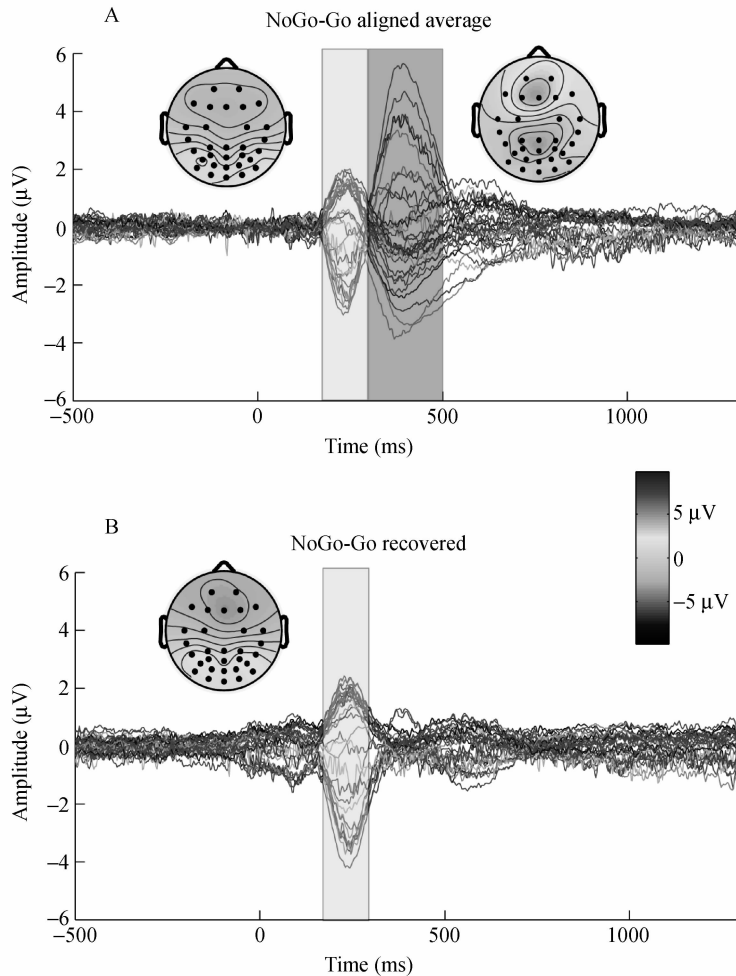 A
NoGo-Go aligned average
6
4
2
0
−2
−4
−6
Amplitude (μV)
−500
0
500
1000
Time (ms)
B
NoGo-Go recovered
5 μV
0
−5 μV
6
4
2
0
−2
−4
−6
Amplitude (μV)
−500
0
500
1000
Time (ms)